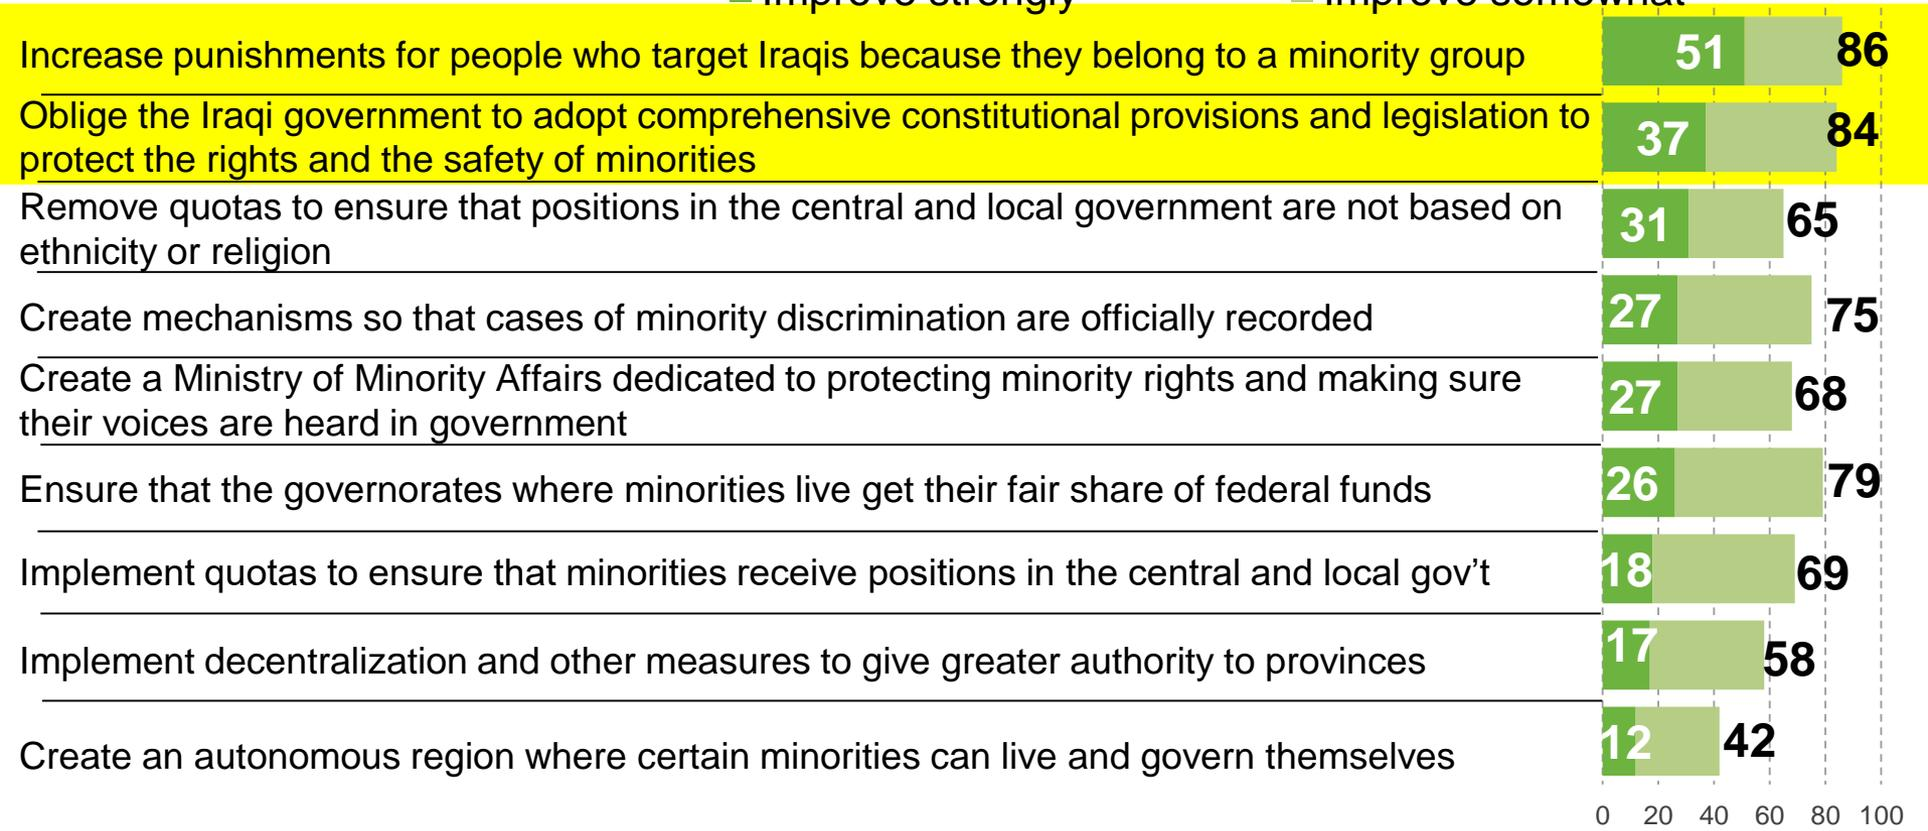 Improve strongly Improve somewhat
Increase punishments for people who target Iraqis because they belong to a minority group 51 86
Oblige the Iraqi government to adopt comprehensive constitutional provisions and legislation to
protect the rights and the safety of minorities 37 84
Remove quotas to ensure that positions in the central and local government are not based on
ethnicity or religion 31 65
Create mechanisms so that cases of minority discrimination are officially recorded 27 75
Create a Ministry of Minority Affairs dedicated to protecting minority rights and making sure
their voices are heard in government 27 68
Ensure that the governorates where minorities live get their fair share of federal funds 26 79
Implement quotas to ensure that minorities receive positions in the central and local gov’t 18 69
Implement decentralization and other measures to give greater authority to provinces 17 58
Create an autonomous region where certain minorities can live and govern themselves 12 42
0 20 40 60 80 100